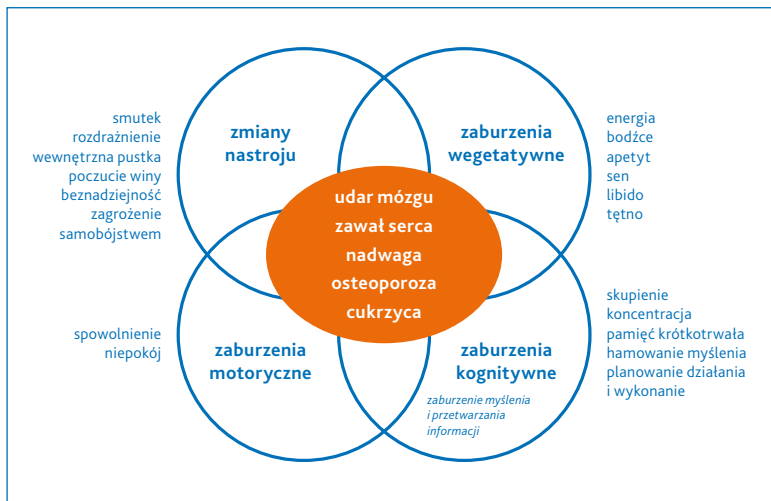 smutek
rozdrażnienie
wewnętrzna pustka
poczucie winy
beznadziejność
zagrożenie
samobójstwem
zmiany
nastroju
zaburzenia
wegetatywne
energia
bodźce
apetyt
sen
libido
tętno
udar mózgu
zawał serca
nadwaga
osteoporoza
cukrzyca
spowolnienie
niepokój
zaburzenia
motoryczne
zaburzenia
kognitywne
zaburzenie myślenia
i przetwarzania
informacji
skupienie
koncentracja
pamięć krótkotrwała
hamowanie myślenia
planowanie działania
i wykonanie